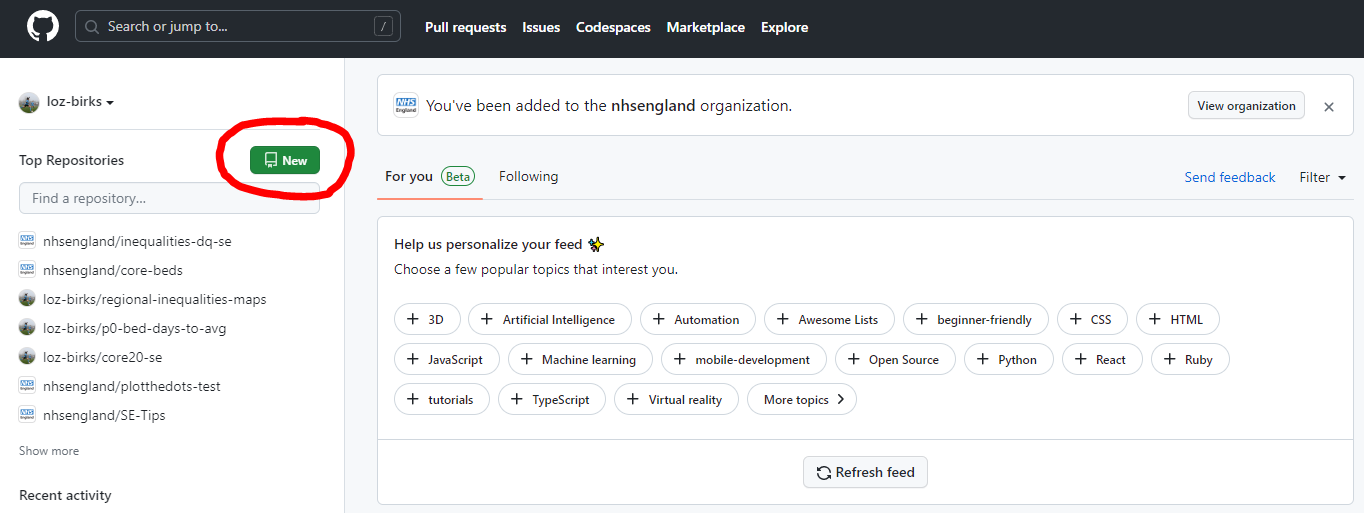 Search or jump to...
/
Pull requests
Issues
Codespaces
Marketplace
Explore
loz-birks
Top Repositories
New
Find a repository...
nhsengland/inequalities-dq-se
nhsengland/core-beds
loz-birks/regional-inequalities-maps
loz-birks/p0-bed-days-to-avg
loz-birks/core20-se
nhsengland/plotthedots-test
nhsengland/SE-Tips
Show more
Recent activity
NHS England
You've been added to the nhsengland organization.
View organization
For you Beta
Following
Send feedback
Filter
Help us personalize your feed ✨
Choose a few popular topics that interest you.
+ 3D
+ Artificial Intelligence
+ Automation
+ Awesome Lists
+ beginner-friendly
+ CSS
+ HTML
+ JavaScript
+ Machine learning
+ mobile-development
+ Open Source
+ Python
+ React
+ Ruby
+ tutorials
+ TypeScript
+ Virtual reality
More topics >
Refresh feed